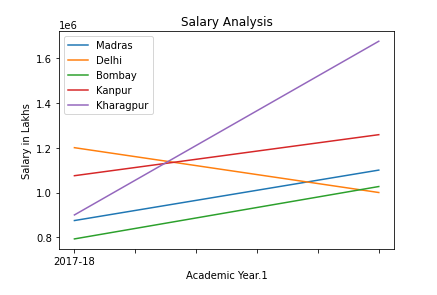 Salary Analysis
1e6
Madras
Delhi
Bombay
Kanpur
Kharagpur
1.6
1.4
1.2
1.0
0.8
Salary in Lakhs
2017-18
Academic Year.1